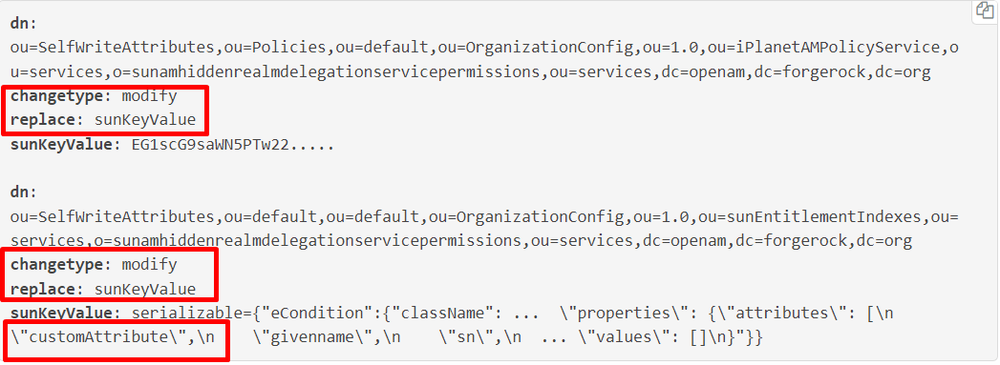 dn:
ou=SelfWriteAttributes,ou=Policies,ou=default,ou=OrganizationConfig,ou=1.0,ou=iPlanetAMPolicyService,o
u=services,o=sunamhiddenrealmdelegationservicepermissions,ou=services,dc=openam,dc=forgerock,dc=org
changetype: modify
replace: sunKeyValue
sunKeyValue: EG1scG9saWN5PTw22.....

dn:
ou=SelfWriteAttributes,ou=default,ou=default,ou=OrganizationConfig,ou=1.0,ou=sunEntitlementIndexes,ou=
services,o=sunamhiddenrealmdelegationservicepermissions,ou=services,dc=openam,dc=forgerock,dc=org
changetype: modify
replace: sunKeyValue
sunKeyValue: serializable={"eCondition":{"className": ...  \"properties\": {\"attributes\": [\n
\"customAttribute\",\n    \"givenname\",\n    \"sn\",\n  ... \"values\": []\n}"}}